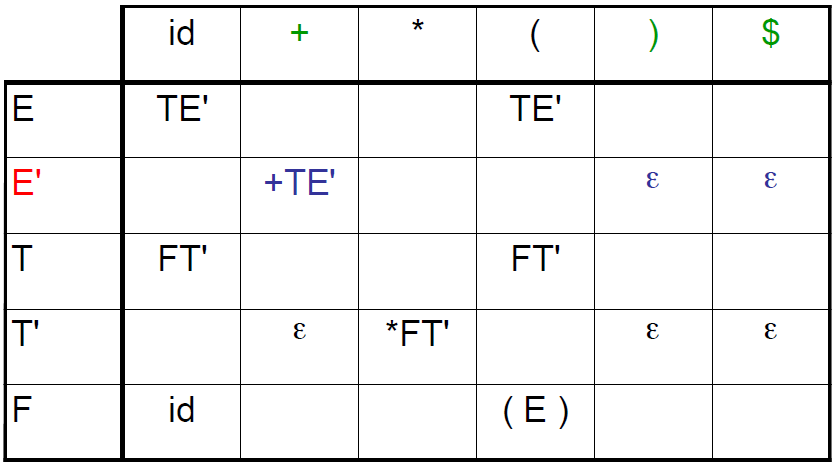 id + * ( ) $
E TE' TE'
E' +TE' ε ε
T FT' FT'
T' ε *FT' ε ε
F id ( E )